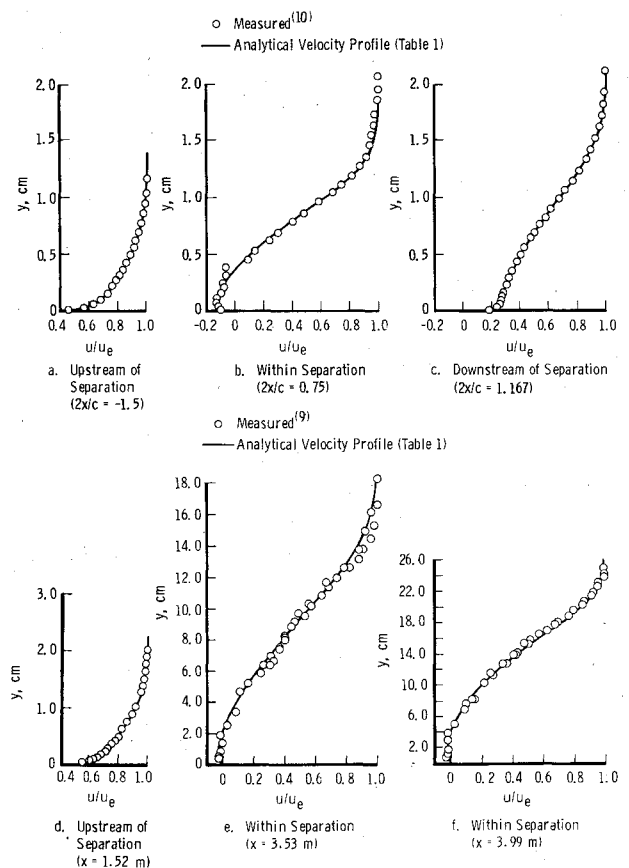 ○ Measured(10)
— Analytical Velocity Profile (Table 1)
2.0
1.5
1.0
0.5
0
y, cm
0.4 0.6 0.8 1.0
u/ue
a. Upstream of
Separation
(2x/c = -1.5)
2.0
1.5
1.0
0.5
0
y, cm
-0.2 0 0.2 0.4 0.6 0.8 1.0
u/ue
b. Within Separation
(2x/c = 0.75)
2.0
1.5
1.0
0.5
0
y, cm
-0.2 0 0.2 0.4 0.6 0.8 1.0
u/ue
c. Downstream of Separation
(2x/c = 1.167)
○ Measured(9)
— Analytical Velocity Profile (Table 1)
3.0
2.0
1.0
0
y, cm
0.4 0.6 0.8 1.0
u/ue
d. Upstream of
Separation
(x = 1.52 m)
18.0
16.0
14.0
12.0
10.0
8.0
6.0
4.0
2.0
0
y, cm
0 0.2 0.4 0.6 0.8 1.0
u/ue
e. Within Separation
(x = 3.53 m)
26.0
22.0
18.0
14.0
10.0
6.0
2.0
y, cm
0 0.2 0.4 0.6 0.8 1.0
u/ue
f. Within Separation
(x = 3.99 m)